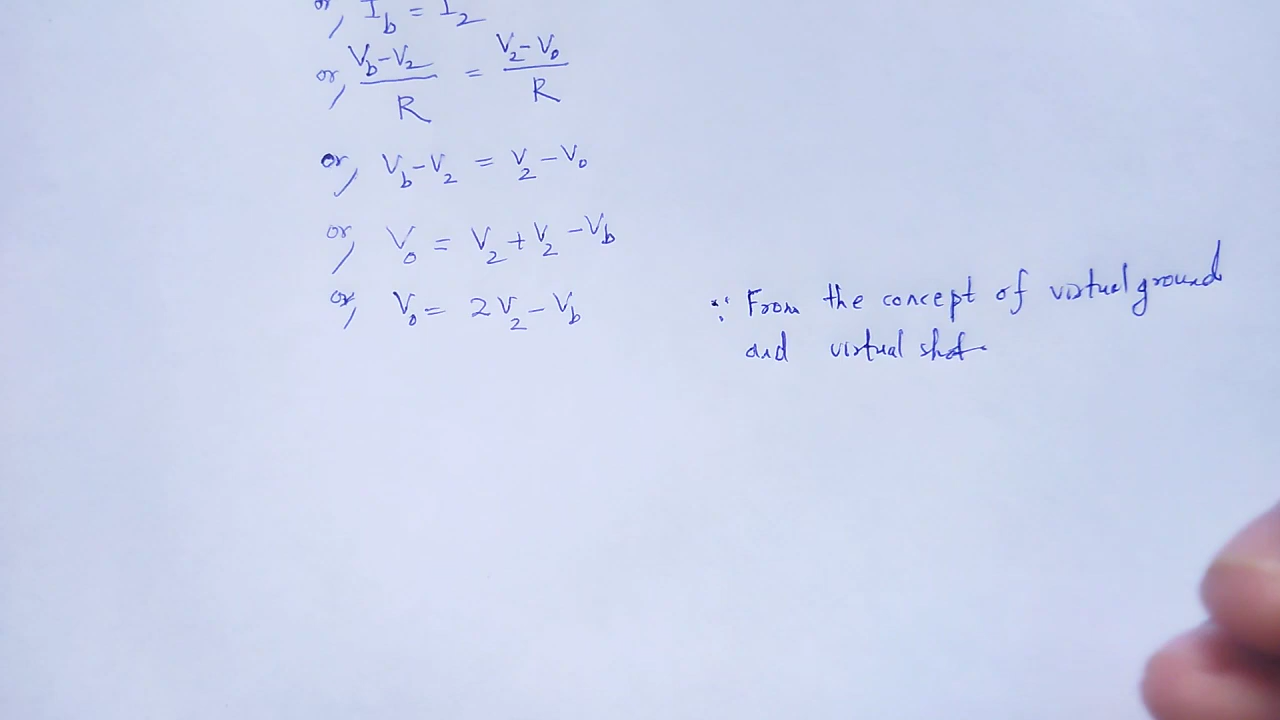 or, I_b = I_2
or, (V_b-V_2)/R = (V_2-V_0)/R
or, V_b-V_2 = V_2-V_0
or, V_0 = V_2+V_2-V_b
or, V_0 = 2V_2-V_b
∵ From the concept of virtual ground
and virtual short